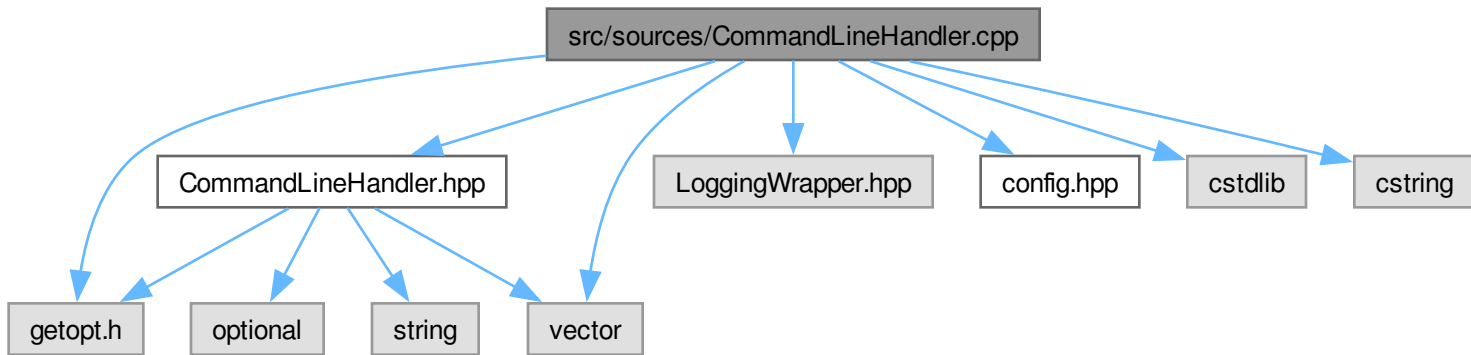 src/sources/CommandLineHandler.cpp
CommandLineHandler.hpp
LoggingWrapper.hpp
config.hpp
cstdlib
cstring
getopt.h
optional
string
vector